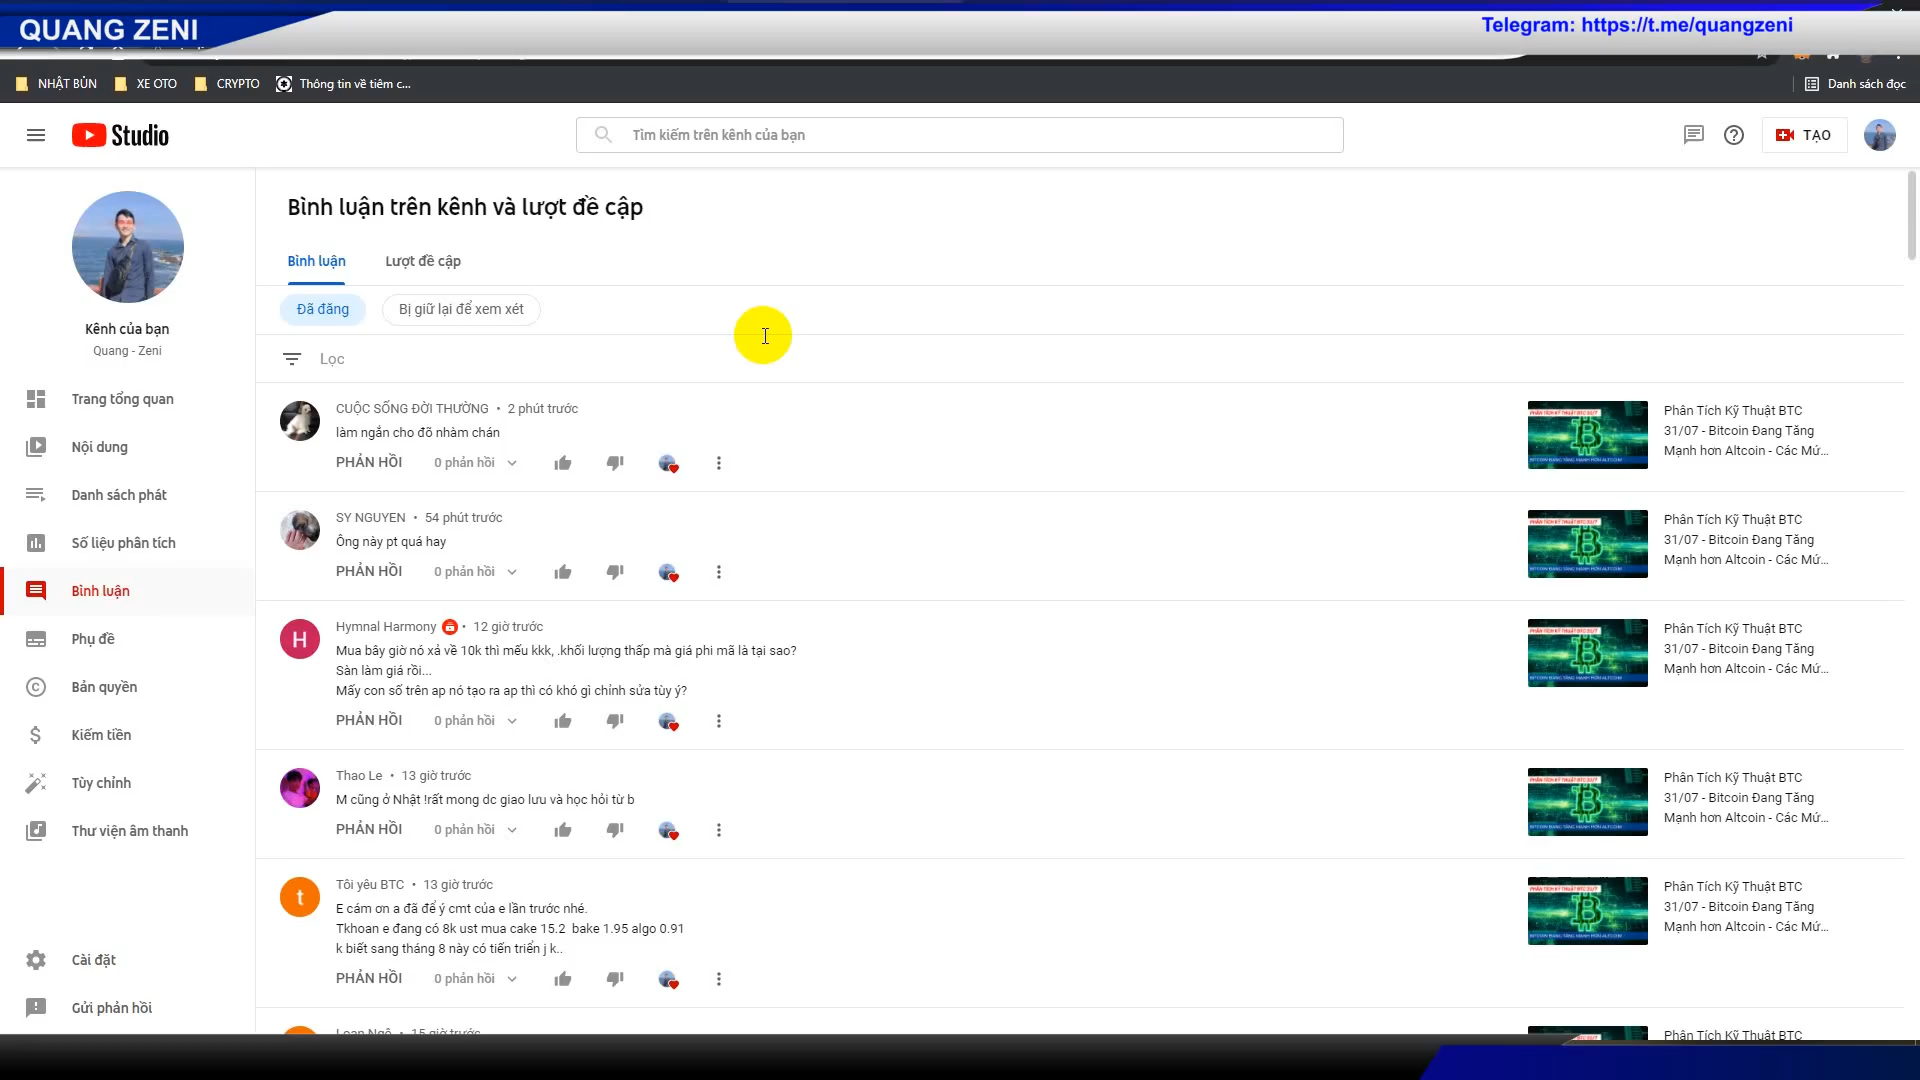 QUANG ZENI
Telegram: https://t.me/quangzeni
NHẬT BỦN
XE OTO
CRYPTO
Thông tin về tiêm c...
Danh sách đọc
Studio
Tìm kiếm trên kênh của bạn
TẠO
Kênh của bạn
Quang - Zeni
Trang tổng quan
Nội dung
Danh sách phát
Số liệu phân tích
Bình luận
Phụ đề
Bản quyền
Kiếm tiền
Tùy chỉnh
Thư viện âm thanh
Cài đặt
Gửi phản hồi
Bình luận trên kênh và lượt đề cập
Bình luận
Lượt đề cập
Đã đăng
Bị giữ lại để xem xét
Lọc
CUỘC SỐNG ĐỜI THƯỜNG • 2 phút trước
làm ngắn cho đõ nhàm chán
PHẢN HỒI 0 phản hồi
Phân Tích Kỹ Thuật BTC
31/07 - Bitcoin Đang Tăng
Mạnh hơn Altcoin - Các Mứ...
SY NGUYEN • 54 phút trước
Ông này pt quá hay
PHẢN HỒI 0 phản hồi
Phân Tích Kỹ Thuật BTC
31/07 - Bitcoin Đang Tăng
Mạnh hơn Altcoin - Các Mứ...
H
Hymnal Harmony • 12 giờ trước
Mua bây giờ nó xả về 10k thì mếu kkk, .khối lượng thấp mà giá phi mã là tại sao?
Sàn làm giá rồi...
Mấy con số trên ap nó tạo ra ap thì có khó gì chỉnh sửa tùy ý?
PHẢN HỒI 0 phản hồi
Phân Tích Kỹ Thuật BTC
31/07 - Bitcoin Đang Tăng
Mạnh hơn Altcoin - Các Mứ...
Thao Le • 13 giờ trước
M cũng ở Nhật !rất mong dc giao lưu và học hỏi từ b
PHẢN HỒI 0 phản hồi
Phân Tích Kỹ Thuật BTC
31/07 - Bitcoin Đang Tăng
Mạnh hơn Altcoin - Các Mứ...
t
Tôi yêu BTC • 13 giờ trước
E cám ơn a đã để ý cmt của e lần trước nhé.
Tkhoan e đang có 8k ust mua cake 15.2 bake 1.95 algo 0.91
k biết sang tháng 8 này có tiến triển j k..
PHẢN HỒI 0 phản hồi
Phân Tích Kỹ Thuật BTC
31/07 - Bitcoin Đang Tăng
Mạnh hơn Altcoin - Các Mứ...
Loan Ngô • 15 giờ trước
Phân Tích Kỹ Thuật BTC